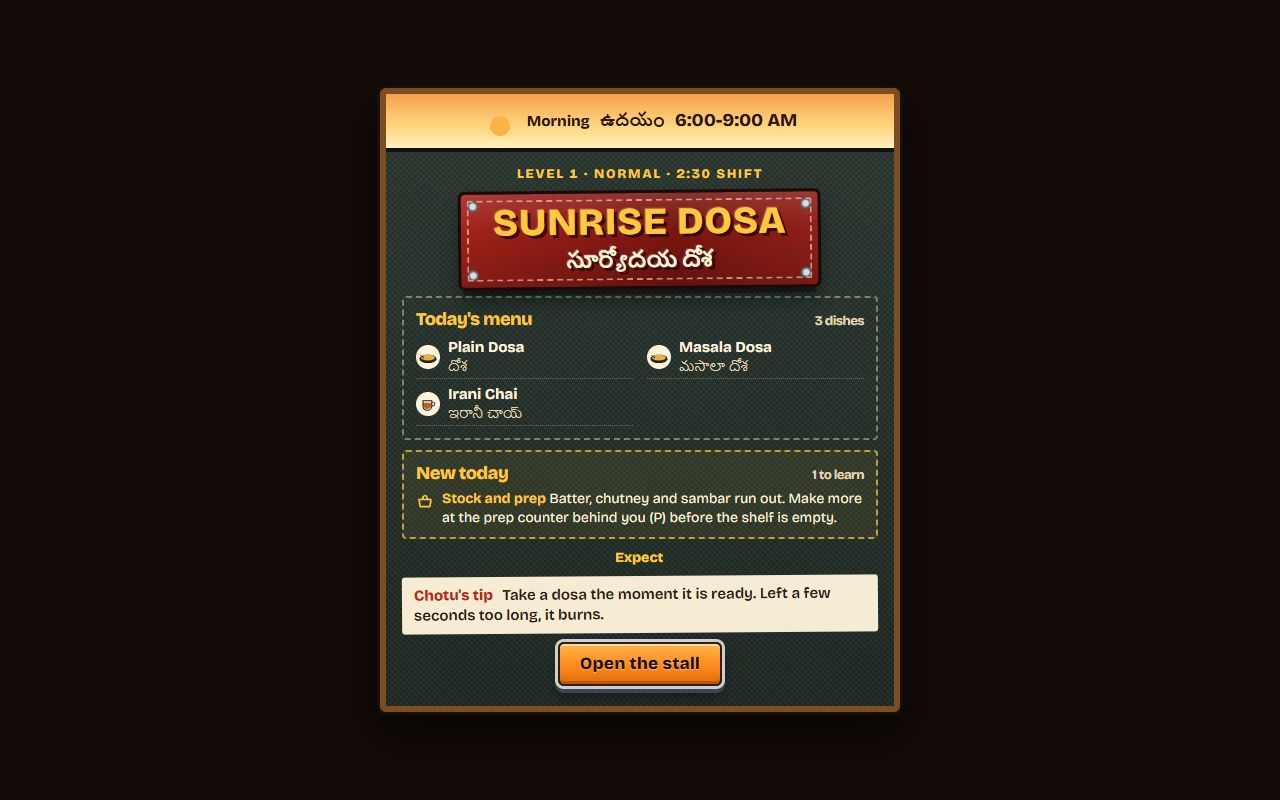 Morning ఉదయం 6:00-9:00 AM
LEVEL 1 · NORMAL · 2:30 SHIFT
SUNRISE DOSA
సూర్యోదయ దోశ
Today's menu 3 dishes
Plain Dosa
దోశ
Masala Dosa
మసాలా దోశ
Irani Chai
ఇరానీ చాయ్
New today 1 to learn
Stock and prep Batter, chutney and sambar run out. Make more
at the prep counter behind you (P) before the shelf is empty.
Expect
Chotu's tip Take a dosa the moment it is ready. Left a few
seconds too long, it burns.
Open the stall